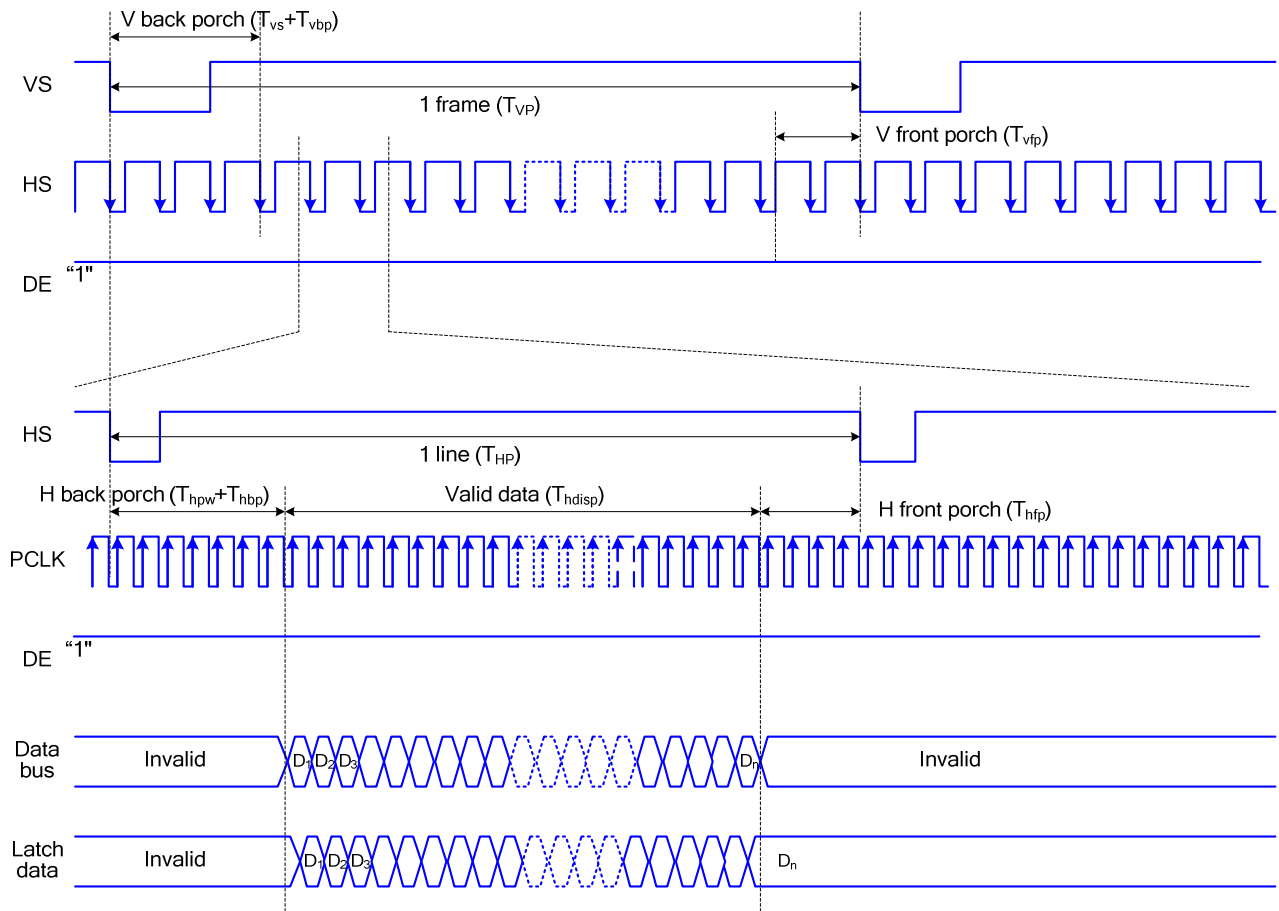 V back porch (Tvs+Tvbp)
VS
1 frame (TVP)
V front porch (Tvfp)
HS
DE “1"
HS
1 line (THP)
H back porch (Thpw+Thbp)
Valid data (Thdisp)
H front porch (Thfp)
PCLK
DE “1"
Data
bus
Invalid
D1 D2 D3
Dn
Invalid
Latch
data
Invalid
D1 D2 D3
Dn